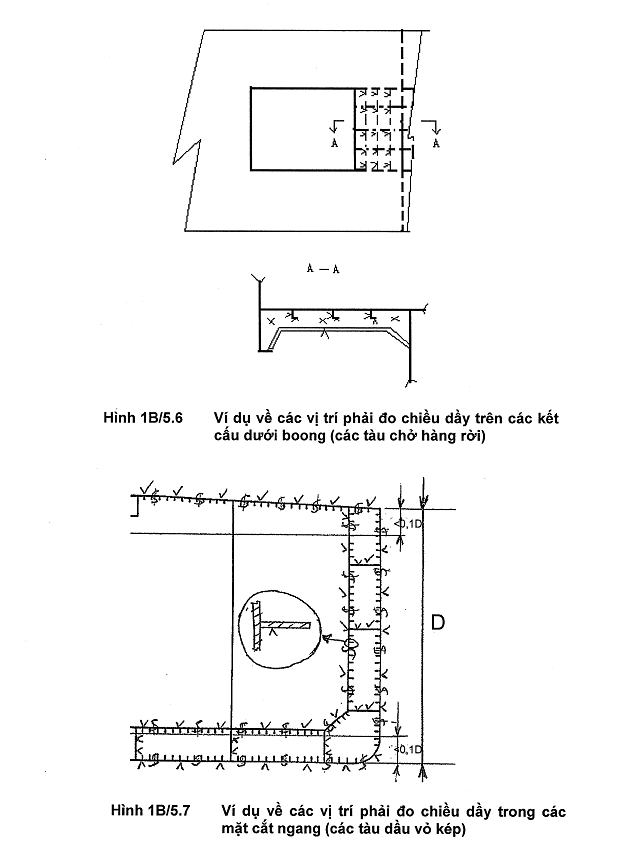 A A
A — A
Hình 1B/5.6 Ví dụ về các vị trí phải đo chiều dầy trên các kết
cấu dưới boong (các tàu chở hàng rời)
<0,1D
D
<0,1D
Hình 1B/5.7 Ví dụ về các vị trí phải đo chiều dầy trong các
mặt cắt ngang (các tàu dầu vỏ kép)